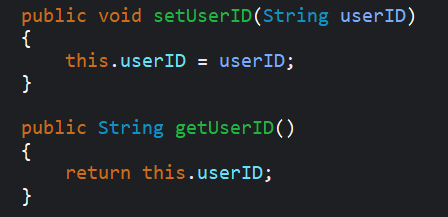 public void setUserID(String userID)
{
    this.userID = userID;
}
public String getUserID()
{
    return this.userID;
}